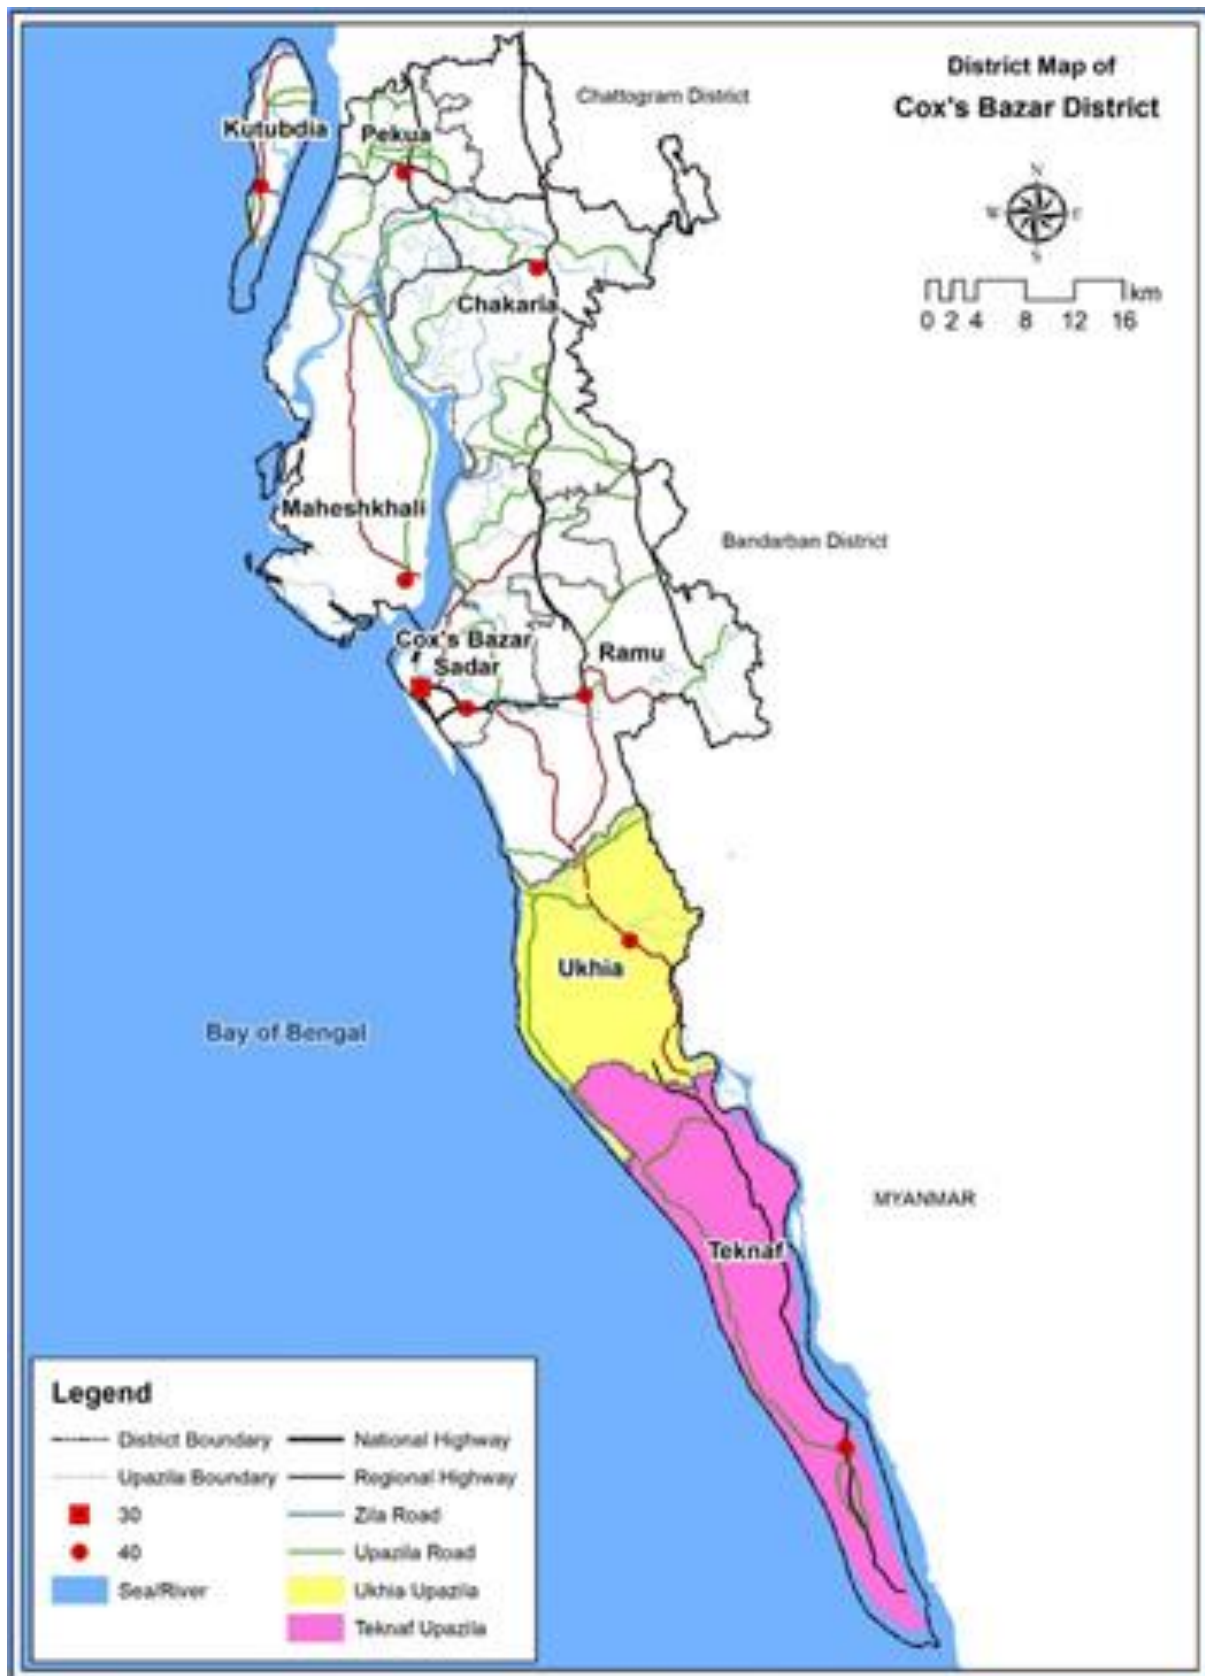 District Map of
Cox's Bazar District
N
W E
S
km
0 2 4 8 12 16
Chattogram District
Kutubdia
Pekua
Chakaria
Maheshkhali
Bandarban District
Cox's Bazar
Sadar
Ramu
Ukhia
Bay of Bengal
MYANMAR
Teknaf
Legend
District Boundary
Upazila Boundary
30
40
Sea/River
National Highway
Regional Highway
Zila Road
Upazila Road
Ukhia Upazila
Teknaf Upazila